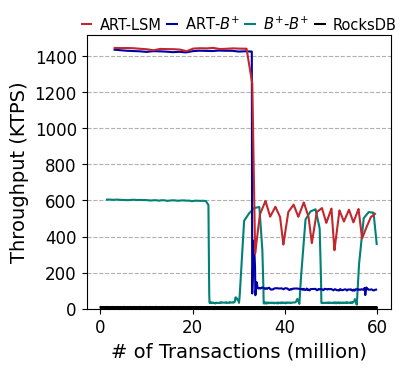 ART-LSM ART-B⁺ B⁺-B⁺ RocksDB
Throughput (KTPS)
1400
1200
1000
800
600
400
200
0
0 20 40 60
# of Transactions (million)